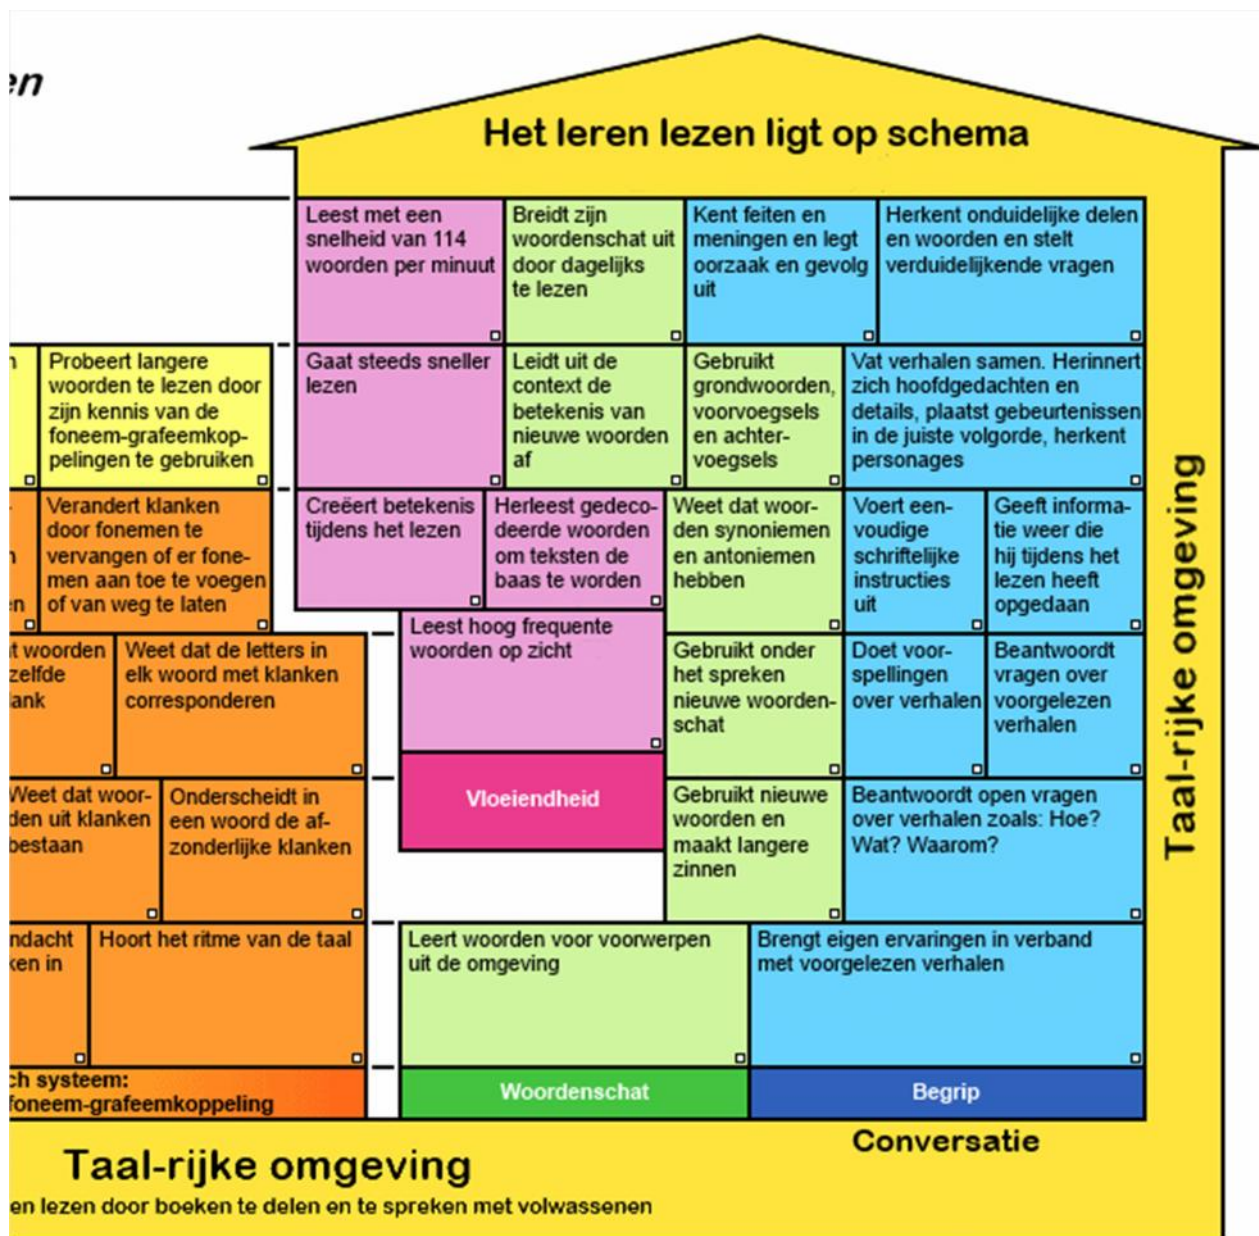 en
Het leren lezen ligt op schema
Leest met een
snelheid van 114
woorden per minuut
Breidt zijn
woordenschat uit
door dagelijks
te lezen
Kent feiten en
meningen en legt
oorzaak en gevolg
uit
Herkent onduidelijke delen
en woorden en stelt
verduidelijkende vragen
n
Probeert langere
woorden te lezen door
zijn kennis van de
foneem-grafeemkop-
pelingen te gebruiken
Gaat steeds sneller
lezen
Leidt uit de
context de
betekenis van
nieuwe woorden
af
Gebruikt
grondwoorden,
voorvoegsels
en achter-
voegsels
Vat verhalen samen. Herinnert
zich hoofdgedachten en
details, plaatst gebeurtenissen
in de juiste volgorde, herkent
personages
-
n
en
Verandert klanken
door fonemen te
vervangen of er fone-
men aan toe te voegen
of van weg te laten
Creëert betekenis
tijdens het lezen
Herleest gedeco-
deerde woorden
om teksten de
baas te worden
Weet dat woor-
den synoniemen
en antoniemen
hebben
Voert een-
voudige
schriftelijke
instructies
uit
Geeft informa-
tie weer die
hij tijdens het
lezen heeft
opgedaan
t woorden
zelfde
ank
Weet dat de letters in
elk woord met klanken
corresponderen
Leest hoog frequente
woorden op zicht
Gebruikt onder
het spreken
nieuwe woorden-
schat
Doet voor-
spellingen
over verhalen
Beantwoordt
vragen over
voorgelezen
verhalen
Weet dat woor-
den uit klanken
bestaan
Onderscheidt in
een woord de af-
zonderlijke klanken
Vloeiendheid
Gebruikt nieuwe
woorden en
maakt langere
zinnen
Beantwoordt open vragen
over verhalen zoals: Hoe?
Wat? Waarom?
ndacht
ken in
Hoort het ritme van de taal
Leert woorden voor voorwerpen
uit de omgeving
Brengt eigen ervaringen in verband
met voorgelezen verhalen
ch systeem:
foneem-grafeemkoppeling
Woordenschat
Begrip
Taal-rijke omgeving
Conversatie
Taal-rijke omgeving
en lezen door boeken te delen en te spreken met volwassenen